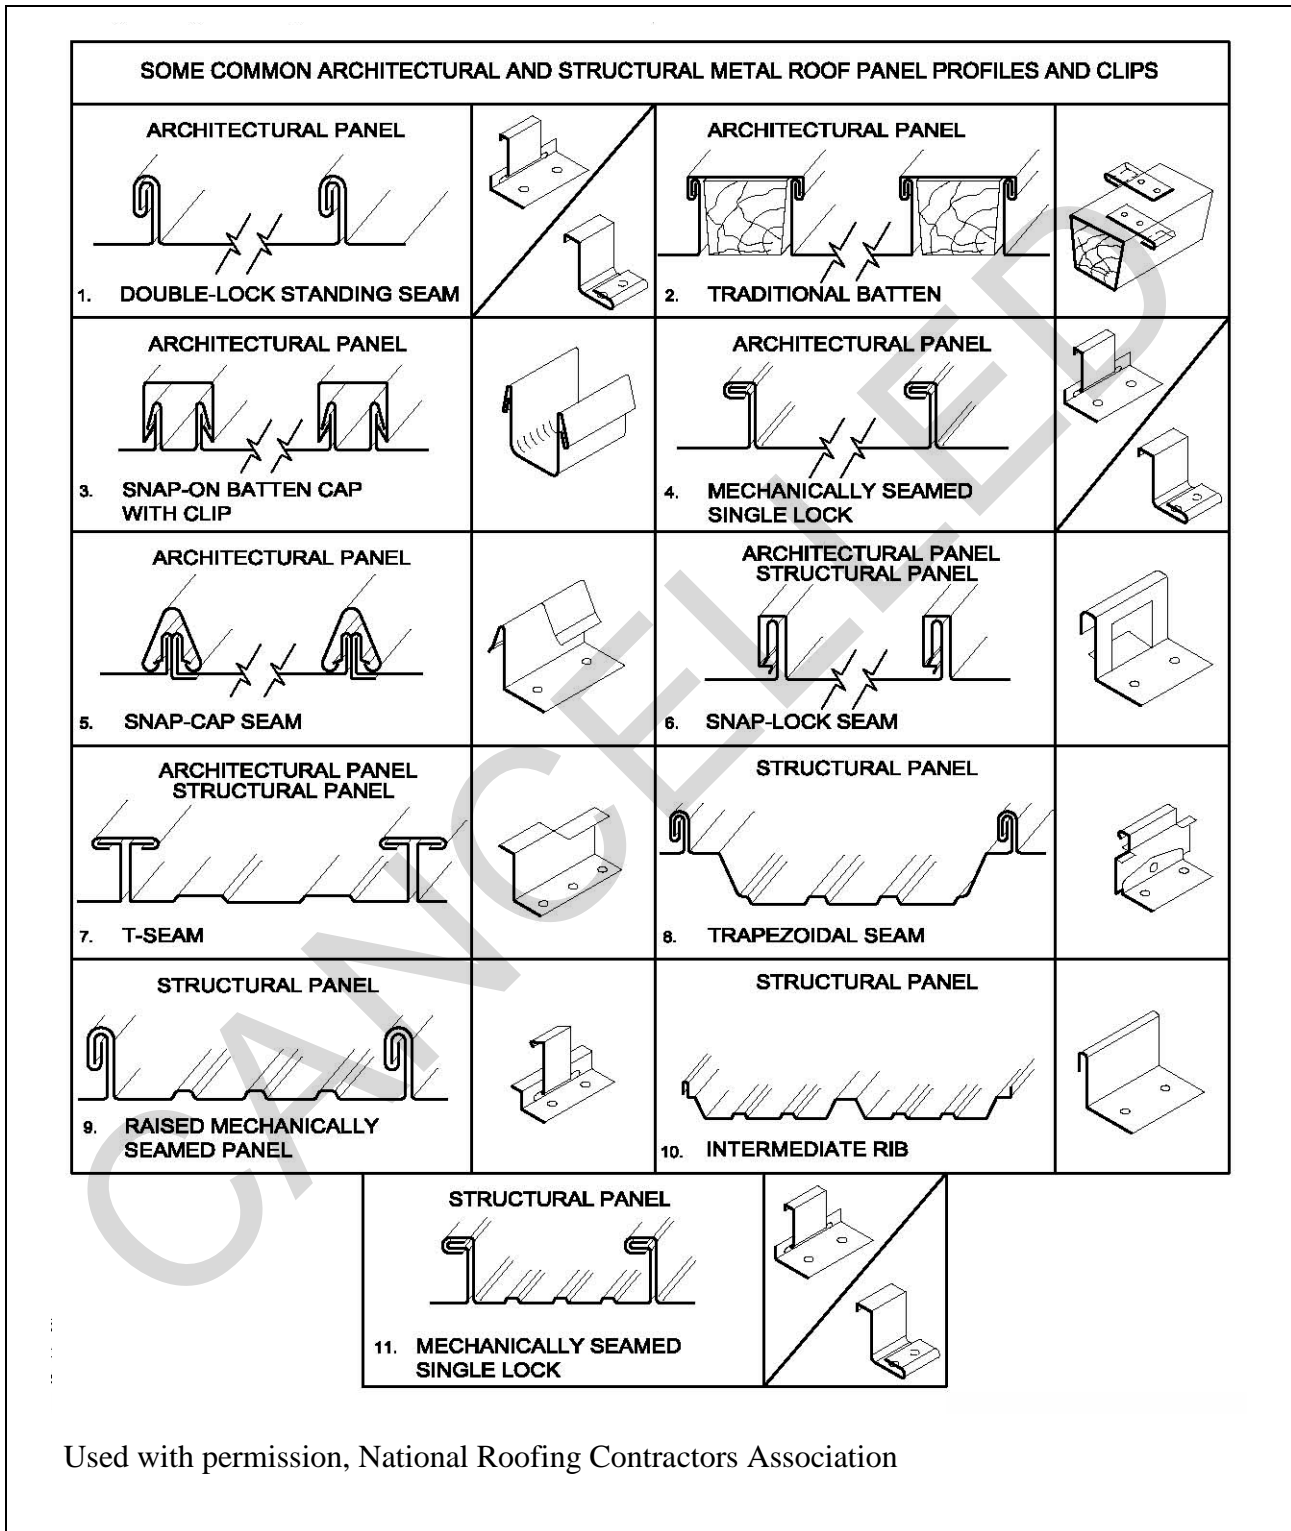 SOME COMMON ARCHITECTURAL AND STRUCTURAL METAL ROOF PANEL PROFILES AND CLIPS
ARCHITECTURAL PANEL
1. DOUBLE-LOCK STANDING SEAM
ARCHITECTURAL PANEL
2. TRADITIONAL BATTEN
ARCHITECTURAL PANEL
3. SNAP-ON BATTEN CAP
WITH CLIP
ARCHITECTURAL PANEL
4. MECHANICALLY SEAMED
SINGLE LOCK
ARCHITECTURAL PANEL
5. SNAP-CAP SEAM
ARCHITECTURAL PANEL
STRUCTURAL PANEL
6. SNAP-LOCK SEAM
ARCHITECTURAL PANEL
STRUCTURAL PANEL
7. T-SEAM
STRUCTURAL PANEL
8. TRAPEZOIDAL SEAM
STRUCTURAL PANEL
9. RAISED MECHANICALLY
SEAMED PANEL
STRUCTURAL PANEL
10. INTERMEDIATE RIB
STRUCTURAL PANEL
11. MECHANICALLY SEAMED
SINGLE LOCK
Used with permission, National Roofing Contractors Association
CANCELLED